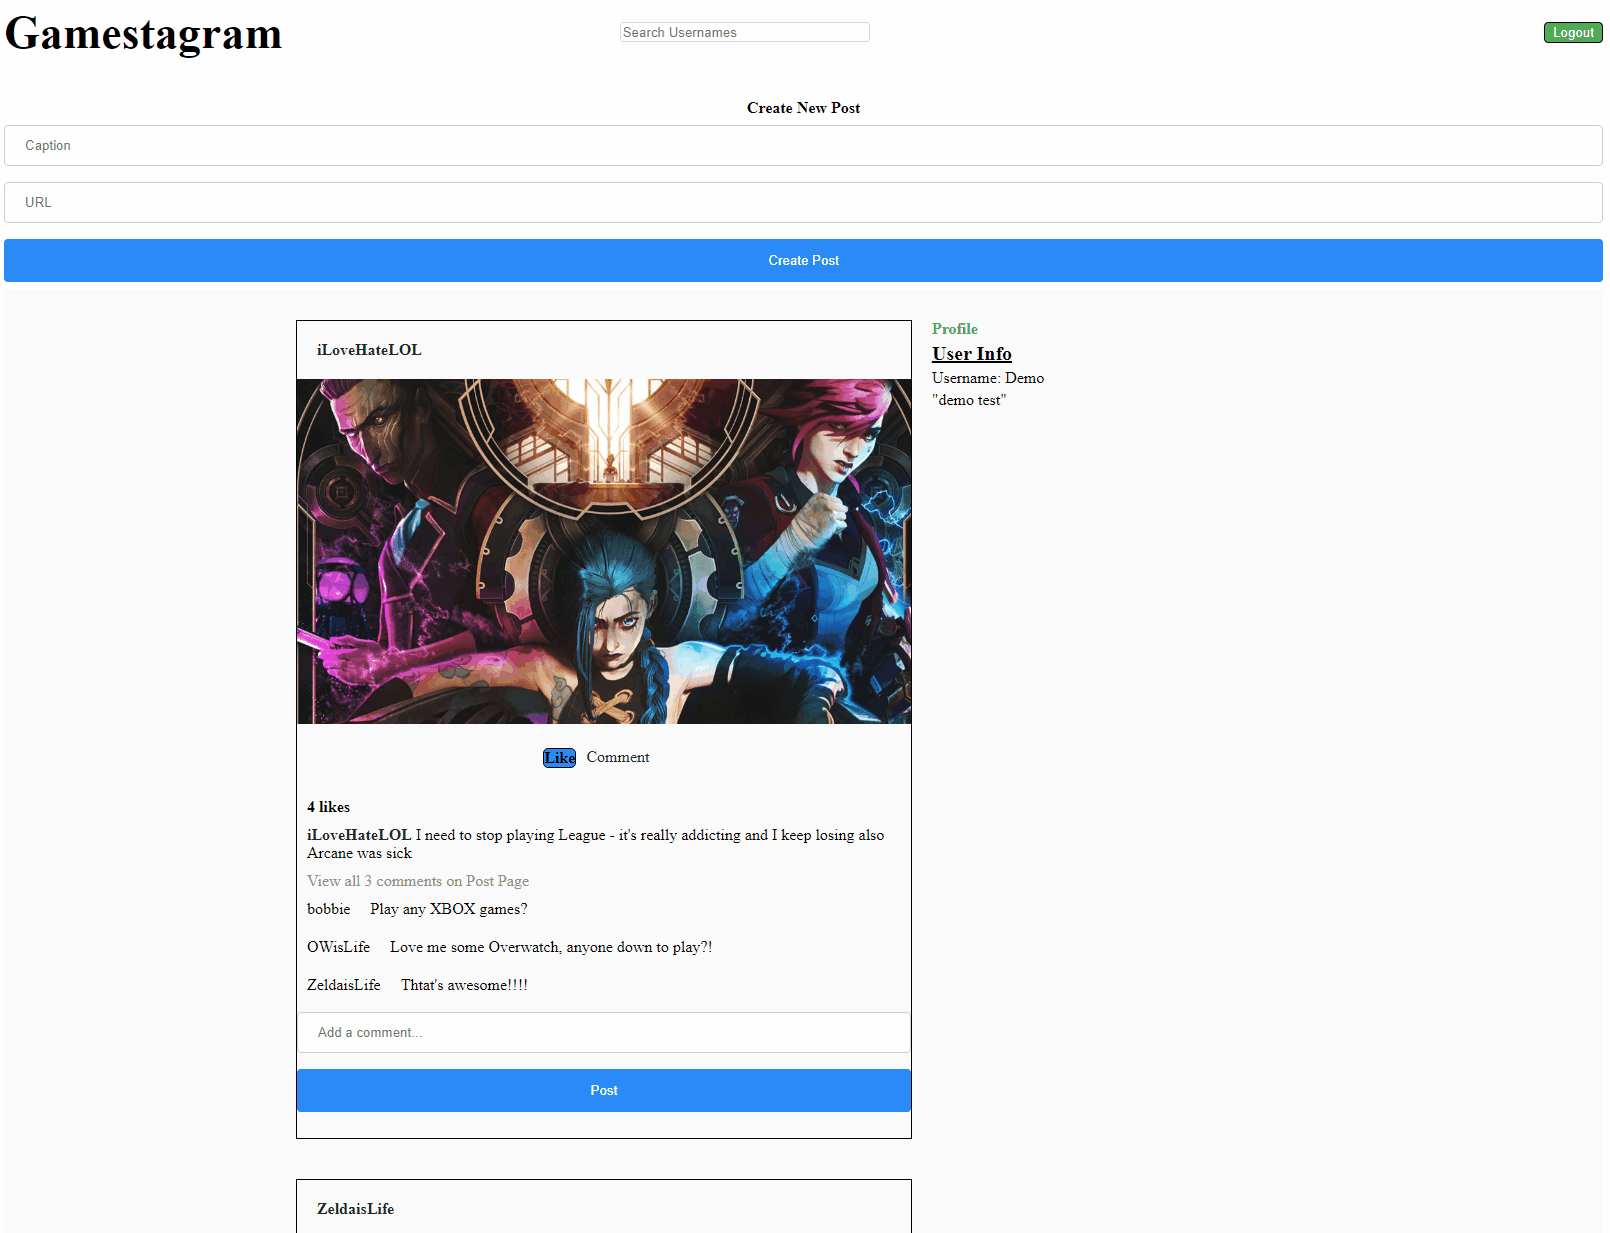 Gamestagram
Search Usernames
Logout
Create New Post
Caption
URL
Create Post
iLoveHateLOL
Like Comment
4 likes
iLoveHateLOL I need to stop playing League - it's really addicting and I keep losing also
Arcane was sick
View all 3 comments on Post Page
bobbie Play any XBOX games?
OWisLife Love me some Overwatch, anyone down to play?!
ZeldaisLife Thtat's awesome!!!!
Add a comment...
Post
ZeldaisLife
Profile
User Info
Username: Demo
"demo test"